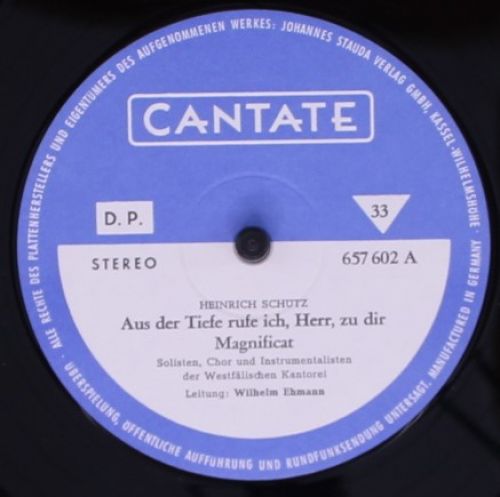 ALLE RECHTE DES PLATTENHERSTELLERS UND EIGENTÜMERS DES AUFGENOMMENEN WERKES: JOHANNES STAUDA VERLAG GMBH, KASSEL-WILHELMSHÖHE · MANUFACTURED IN GERMANY ·
CANTATE
D. P.
33
STEREO
657 602 A
HEINRICH SCHÜTZ
Aus der Tiefe rufe ich, Herr, zu dir
Magnificat
Solisten, Chor und Instrumentalisten
der Westfälischen Kantorei
Leitung: Wilhelm Ehmann
ÜBERSPIELUNG, ÖFFENTLICHE AUFFÜHRUNG UND RUNDFUNKSENDUNG UNTERSAGT.